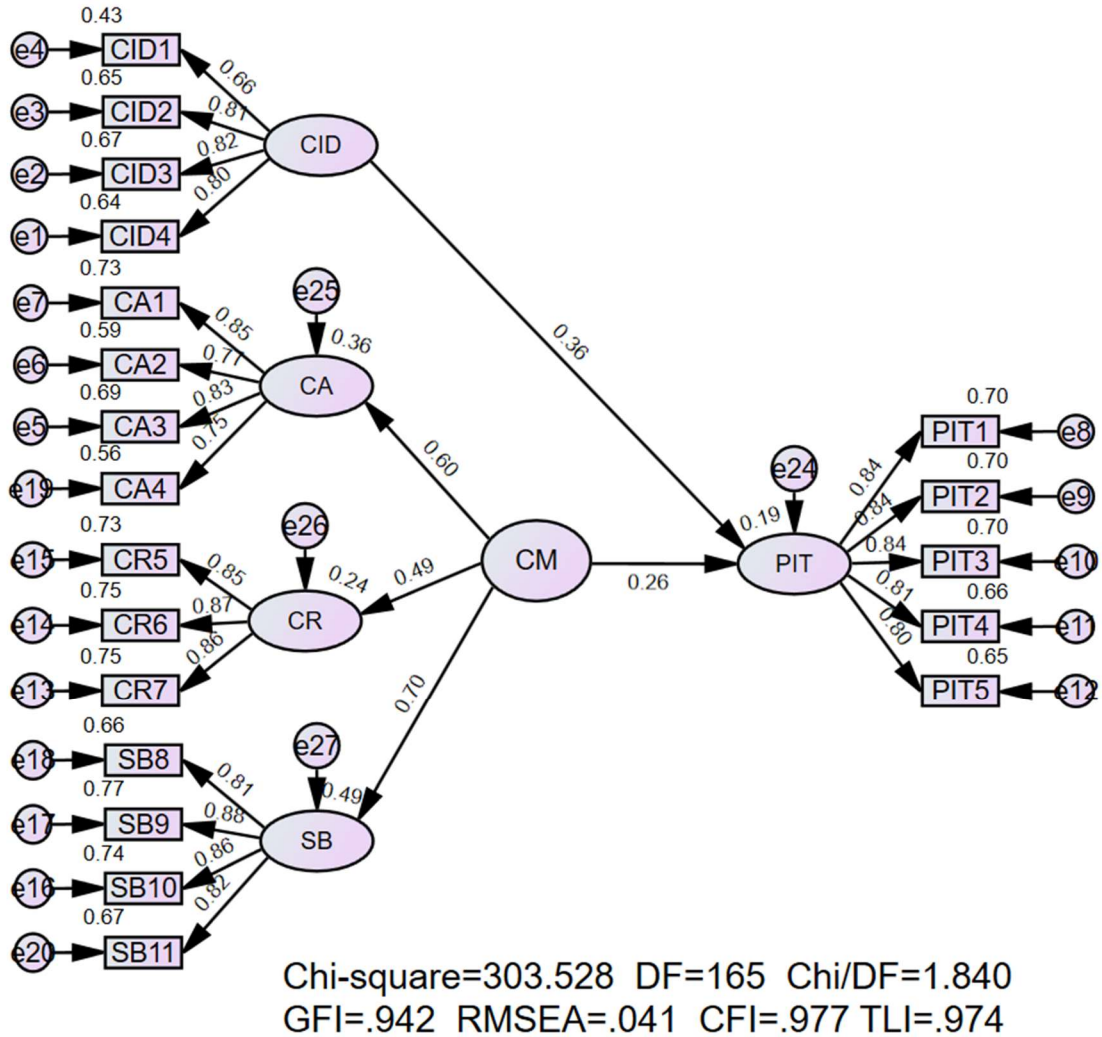 0.43
e4 CID1
0.66
0.65
e3 CID2
0.81
CID
0.67
e2 CID3
0.82
0.64
0.80
e1 CID4
0.73
e7 CA1
e25
0.85
0.59
0.36
0.36
e6 CA2
0.77
CA
0.69
0.83
e5 CA3
0.75
0.56
0.60
e19 CA4
0.70
PIT1 e8
0.84
0.70
e24
PIT2 e9
0.84
0.19
0.70
0.73
e26
e15 CR5
0.85
0.24
0.49
CM
0.26
PIT
0.84
PIT3 e10
0.75
0.66
e14 CR6
0.87
CR
0.81
PIT4 e11
0.75
0.86
0.80
0.65
e13 CR7
PIT5 e12
0.70
0.66
e27
e18 SB8
0.81
0.77
0.49
e17 SB9
0.88
SB
0.74
0.86
e16 SB10
0.82
0.67
e20 SB11
Chi-square=303.528 DF=165 Chi/DF=1.840
GFI=.942 RMSEA=.041 CFI=.977 TLI=.974